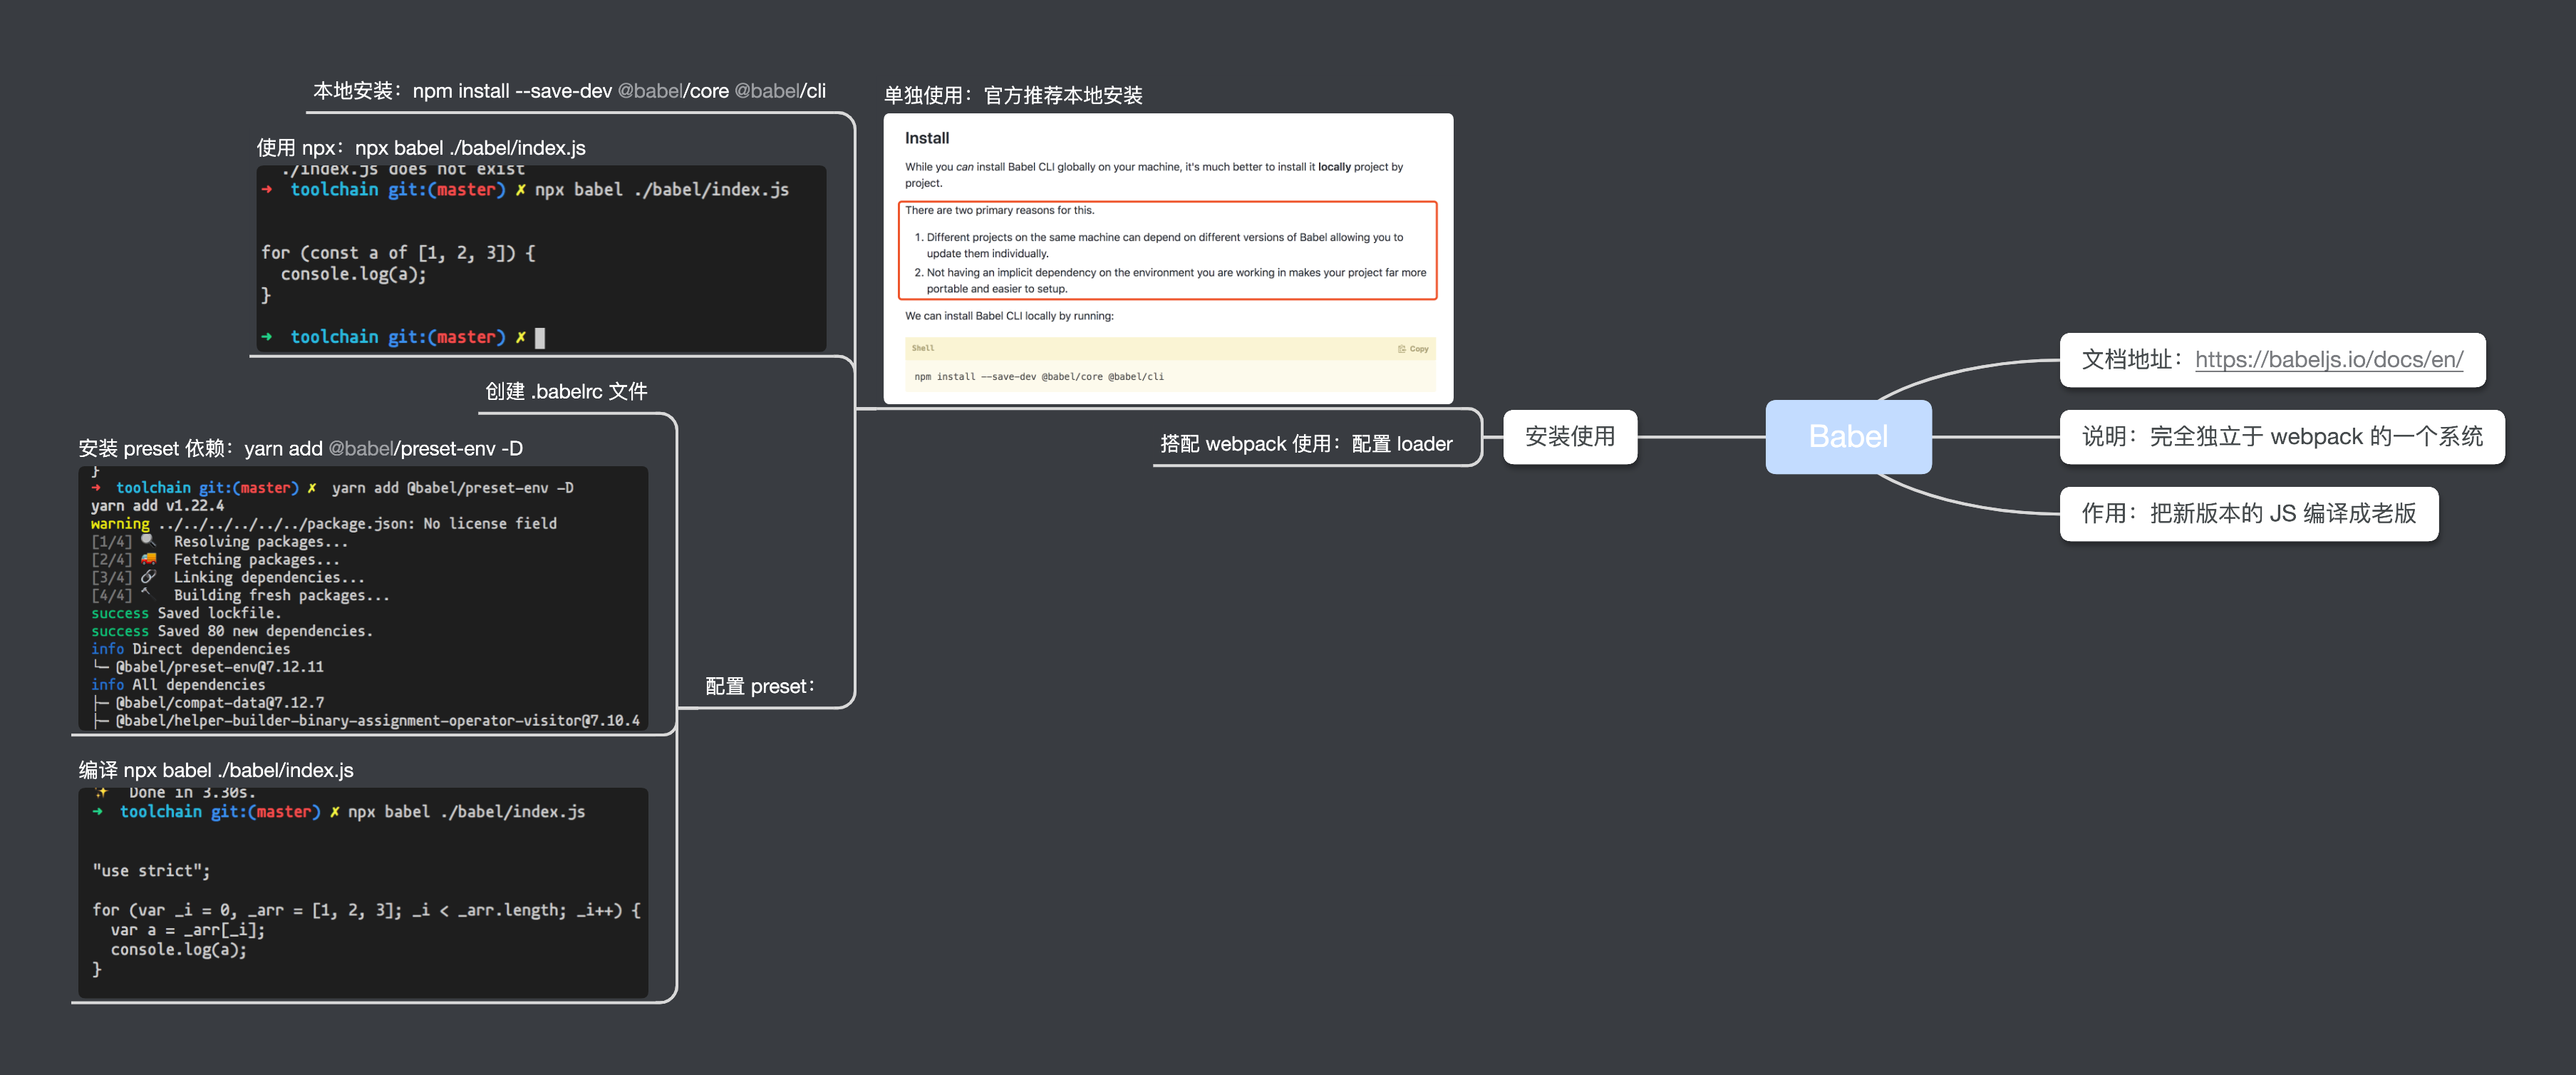 本地安装：npm install --save-dev @babel/core @babel/cli
使用 npx：npx babel ./babel/index.js
./index.js does not exist
➜ toolchain git:(master) ✗ npx babel ./babel/index.js
for (const a of [1, 2, 3]) {
console.log(a);
}
➜ toolchain git:(master) ✗
创建 .babelrc 文件
安装 preset 依赖：yarn add @babel/preset-env -D
}
➜ toolchain git:(master) ✗ yarn add @babel/preset-env -D
yarn add v1.22.4
warning ../../../../../../package.json: No license field
[1/4] 🔍 Resolving packages...
[2/4] 🚚 Fetching packages...
[3/4] 🔗 Linking dependencies...
[4/4] 🔨 Building fresh packages...
success Saved lockfile.
success Saved 80 new dependencies.
info Direct dependencies
└─ @babel/preset-env@7.12.11
info All dependencies
├─ @babel/compat-data@7.12.7
├─ @babel/helper-builder-binary-assignment-operator-visitor@7.10.4
编译 npx babel ./babel/index.js
✨ Done in 3.30s.
➜ toolchain git:(master) ✗ npx babel ./babel/index.js
"use strict";
for (var _i = 0, _arr = [1, 2, 3]; _i < _arr.length; _i++) {
var a = _arr[_i];
console.log(a);
}
配置 preset：
单独使用：官方推荐本地安装
Install
While you can install Babel CLI globally on your machine, it's much better to install it locally project by
project.
There are two primary reasons for this.
1. Different projects on the same machine can depend on different versions of Babel allowing you to
update them individually.
2. Not having an implicit dependency on the environment you are working in makes your project far more
portable and easier to setup.
We can install Babel CLI locally by running:
Shell
Copy
npm install --save-dev @babel/core @babel/cli
搭配 webpack 使用：配置 loader
安装使用
Babel
文档地址：https://babeljs.io/docs/en/
说明：完全独立于 webpack 的一个系统
作用：把新版本的 JS 编译成老版